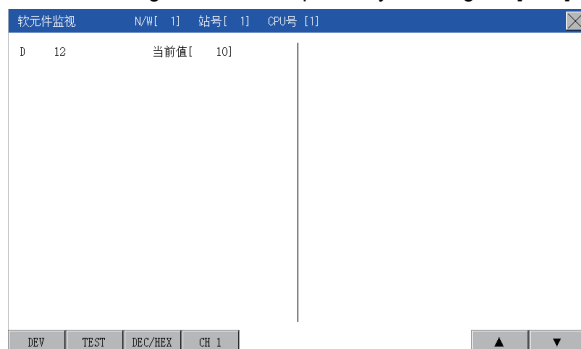 软元件监视 N/W[ 1] 站号[ 1] CPU号 [1]
D 12 当前值[ 10]
DEV TEST DEC/HEX CH 1 ▲ ▼